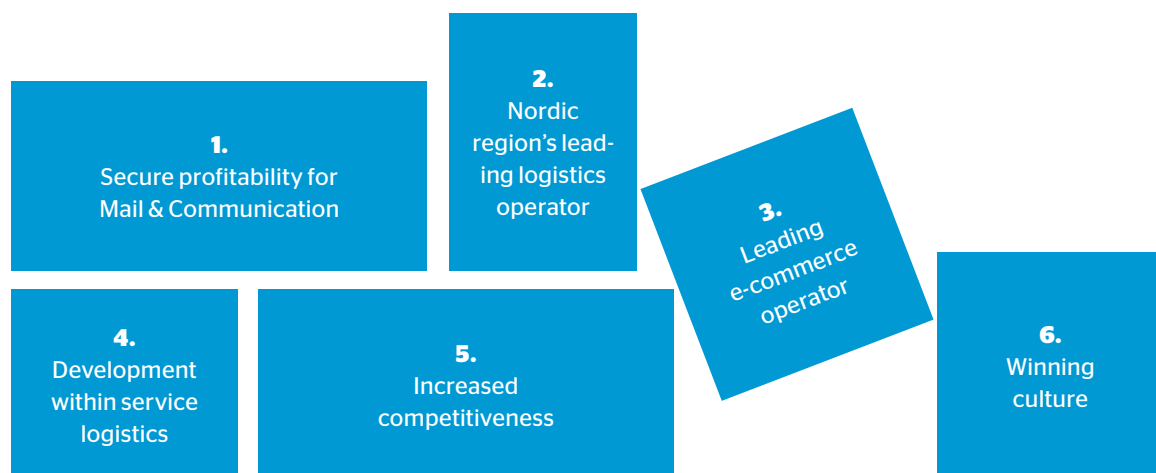 1.
Secure profitability for
Mail & Communication
2.
Nordic
region’s lead-
ing logistics
operator
3.
Leading
e-commerce
operator
4.
Development
within service
logistics
5.
Increased
competitiveness
6.
Winning
culture